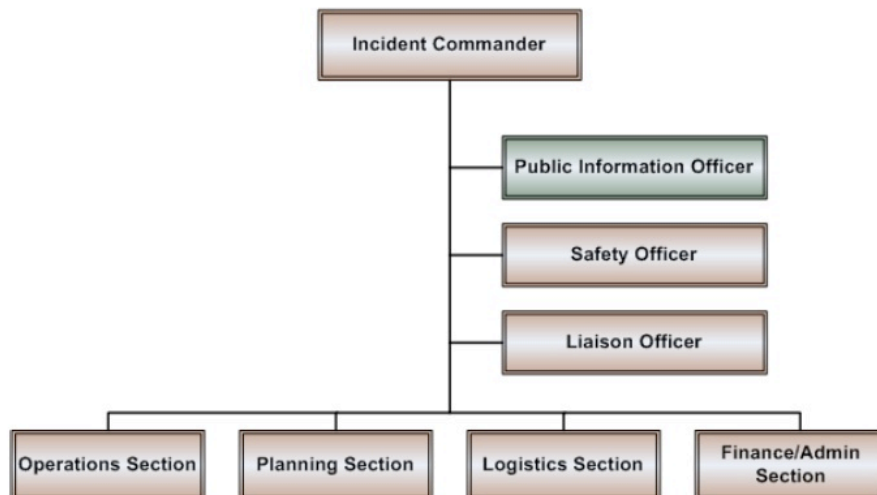 Incident Commander
Public Information Officer
Safety Officer
Liaison Officer
Operations Section
Planning Section
Logistics Section
Finance/Admin
Section